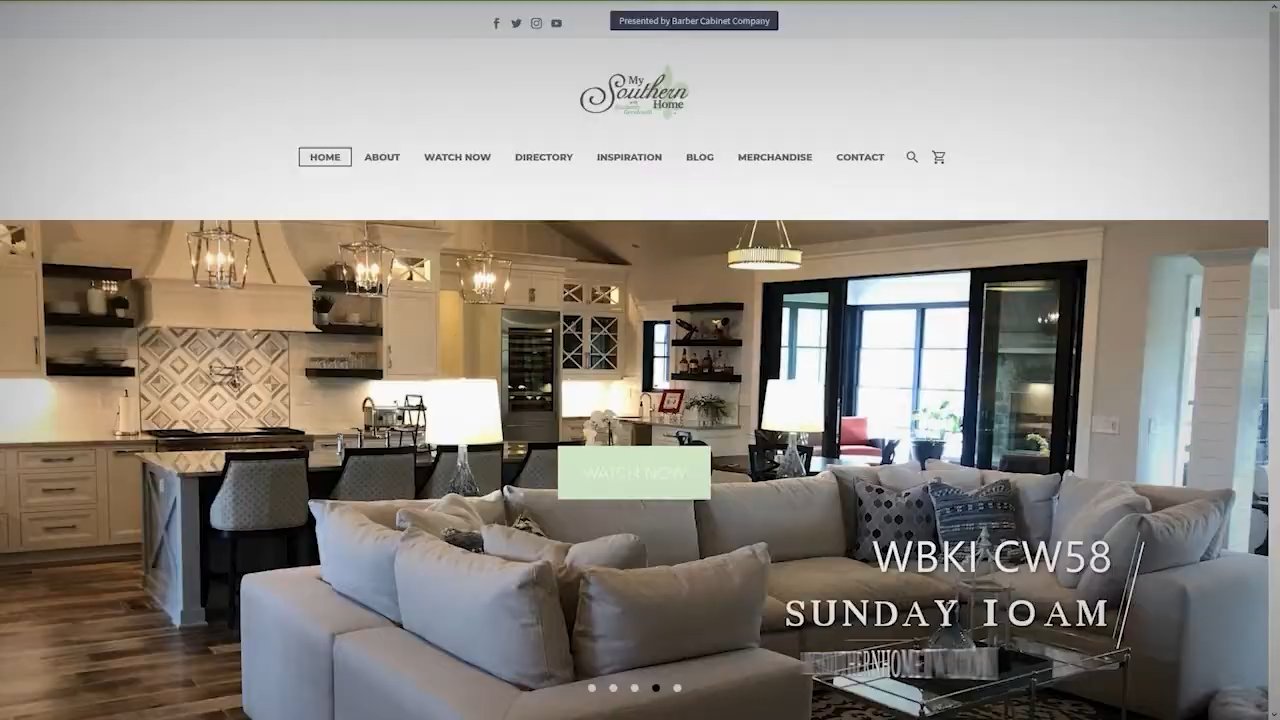 Presented by Barber Cabinet Company
My
Southern
Home
HOME ABOUT WATCH NOW DIRECTORY INSPIRATION BLOG MERCHANDISE CONTACT
WATCH NOW
WBKI CW58
SUNDAY 10AM